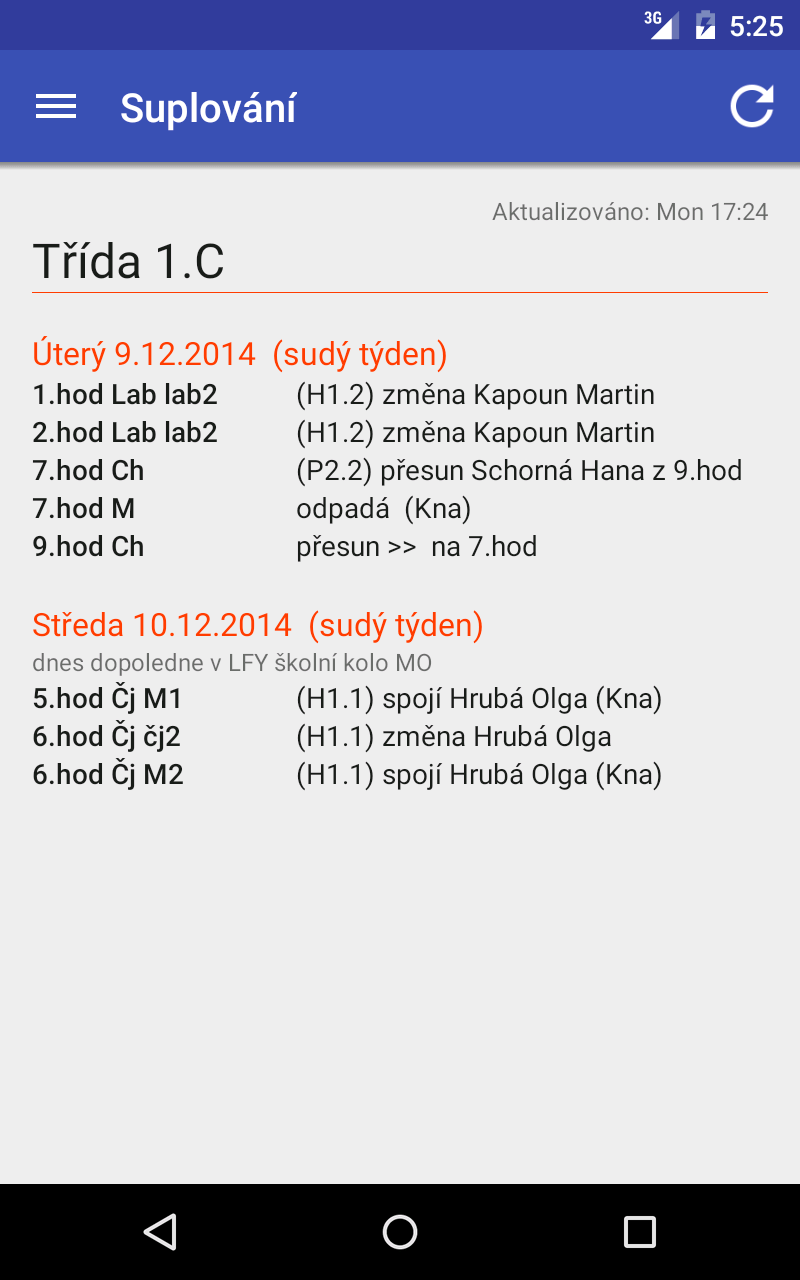 3G 5:25
Suplování
Aktualizováno: Mon 17:24
Třída 1.C
Úterý 9.12.2014 (sudý týden)
1.hod Lab lab2 (H1.2) změna Kapoun Martin
2.hod Lab lab2 (H1.2) změna Kapoun Martin
7.hod Ch (P2.2) přesun Schorná Hana z 9.hod
7.hod M odpadá (Kna)
9.hod Ch přesun >> na 7.hod
Středa 10.12.2014 (sudý týden)
dnes dopoledne v LFY školní kolo MO
5.hod Čj M1 (H1.1) spojí Hrubá Olga (Kna)
6.hod Čj čj2 (H1.1) změna Hrubá Olga
6.hod Čj M2 (H1.1) spojí Hrubá Olga (Kna)